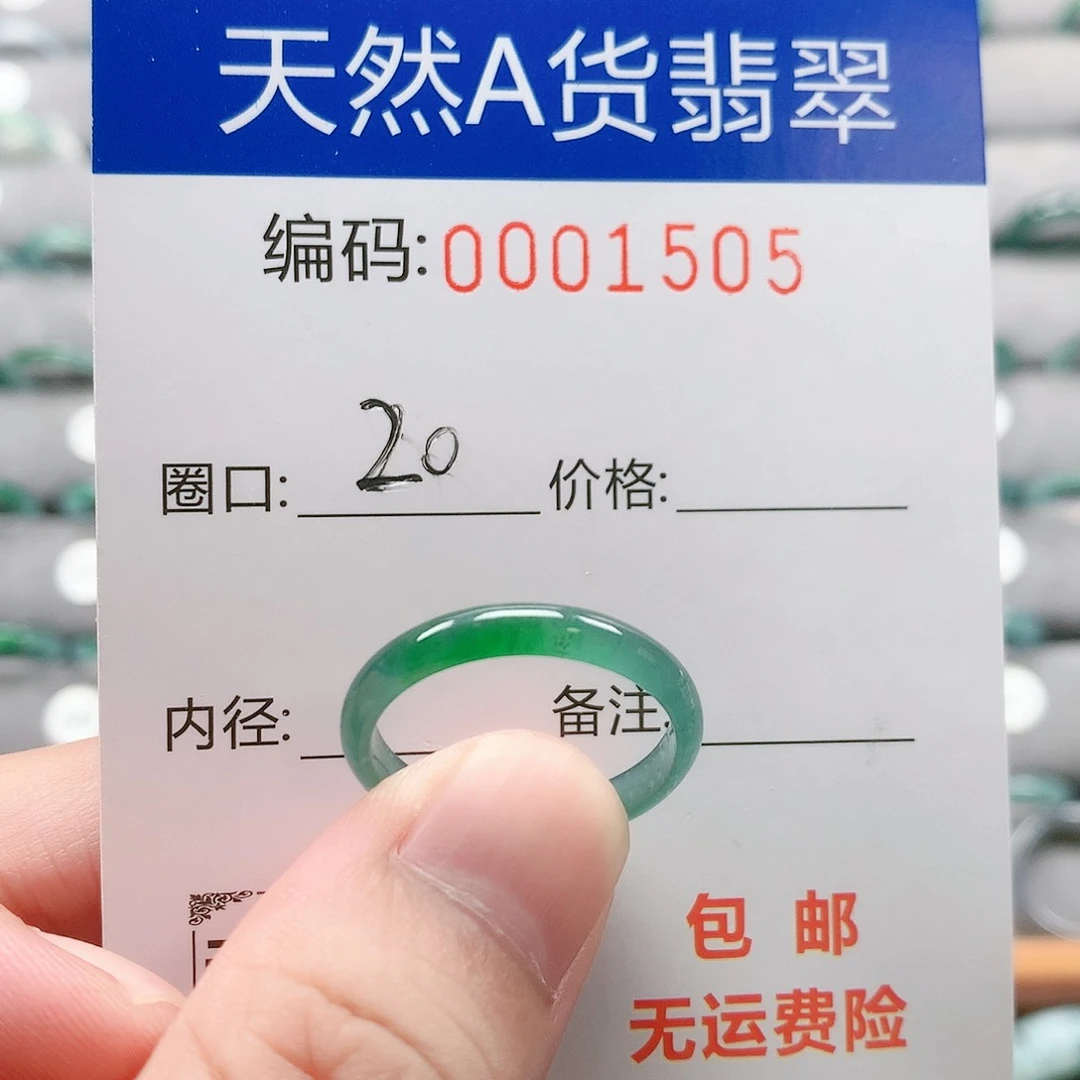 天然A货翡翠
编码:0001505
圈口: 20 价格:
内径: 备注:
包邮
无运费险